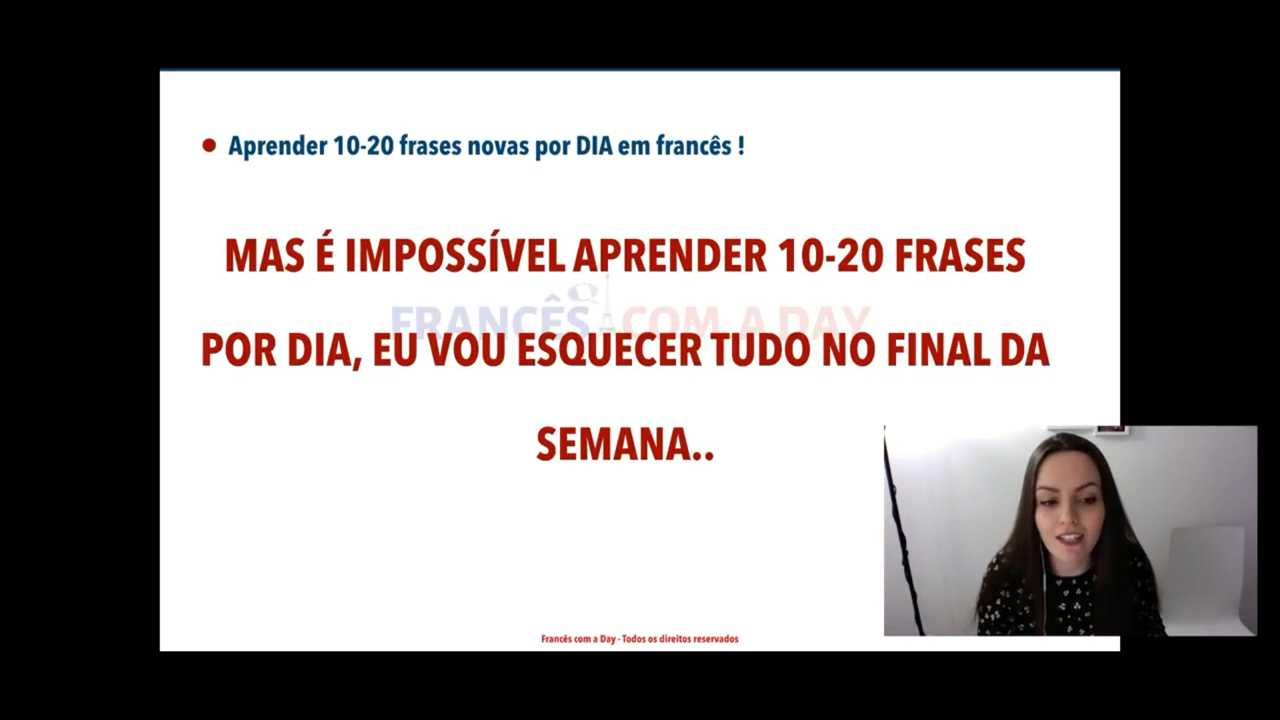 Aprender 10-20 frases novas por DIA em francês !
MAS É IMPOSSÍVEL APRENDER 10-20 FRASES
FRANCÊS COM A DAY
POR DIA, EU VOU ESQUECER TUDO NO FINAL DA
SEMANA..
Francês com a Day - Todos os direitos reservados